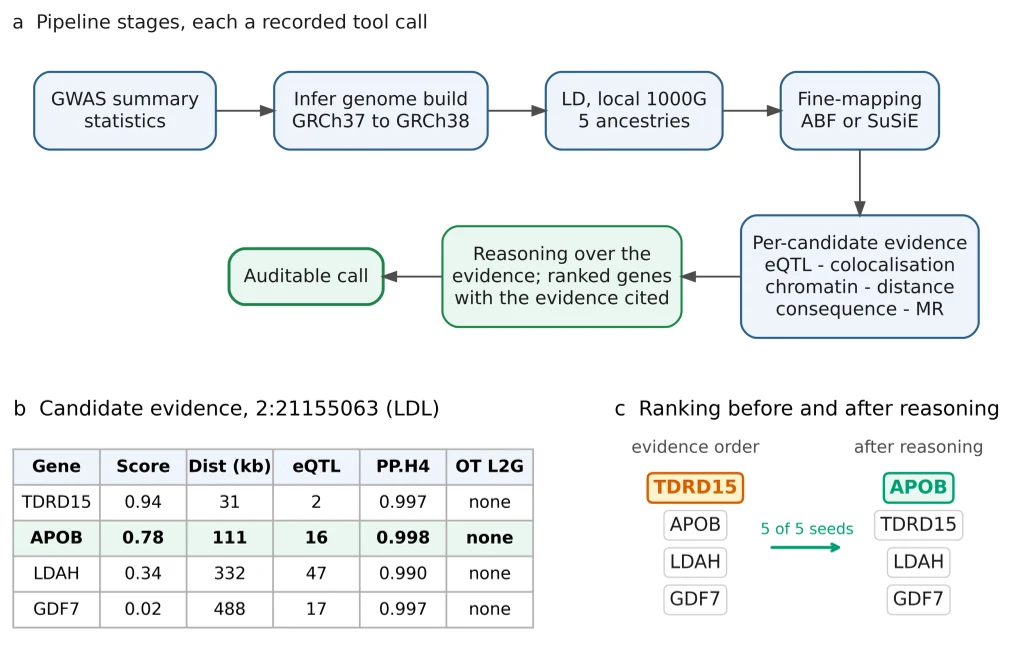 a Pipeline stages, each a recorded tool call
GWAS summary
statistics
Infer genome build
GRCh37 to GRCh38
LD, local 1000G
5 ancestries
Fine-mapping
ABF or SuSiE
Per-candidate evidence
eQTL - colocalisation
chromatin - distance
consequence - MR
Reasoning over the
evidence; ranked genes
with the evidence cited
Auditable call
b Candidate evidence, 2:21155063 (LDL)
Gene Score Dist (kb) eQTL PP.H4 OT L2G
TDRD15 0.94 31 2 0.997 none
APOB 0.78 111 16 0.998 none
LDAH 0.34 332 47 0.990 none
GDF7 0.02 488 17 0.997 none
c Ranking before and after reasoning
evidence order
TDRD15
APOB
LDAH
GDF7
5 of 5 seeds
after reasoning
APOB
TDRD15
LDAH
GDF7